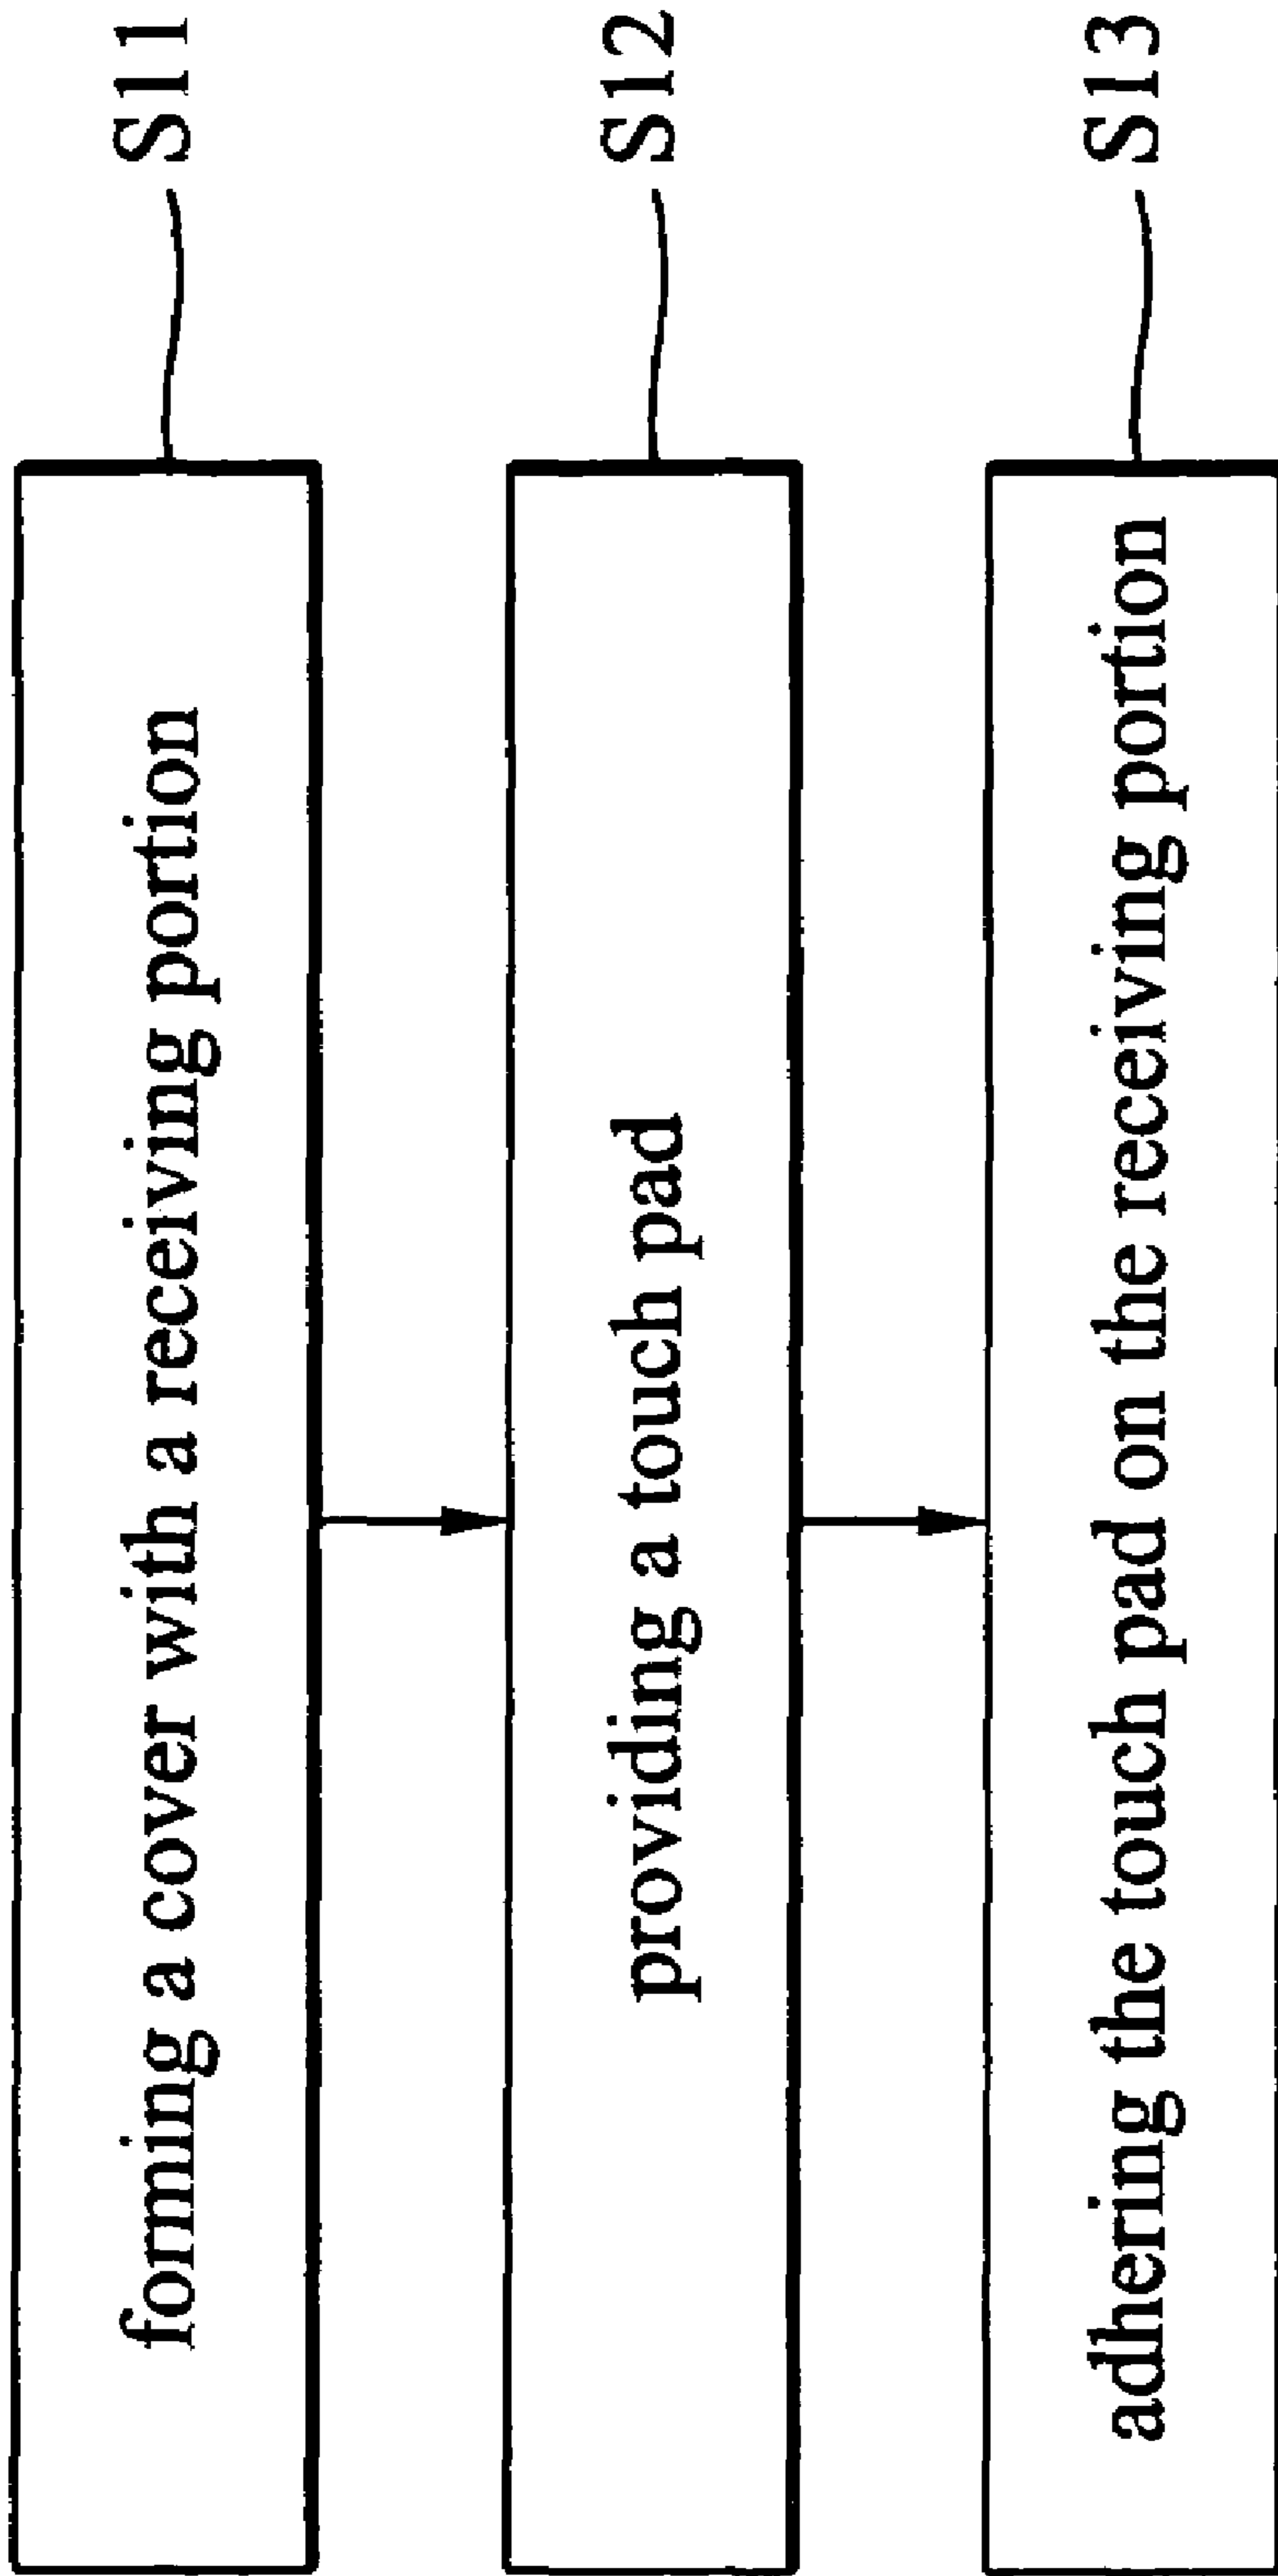 forming a cover with a receiving portion
S11
providing a touch pad
S12
adhering the touch pad on the receiving portion
S13